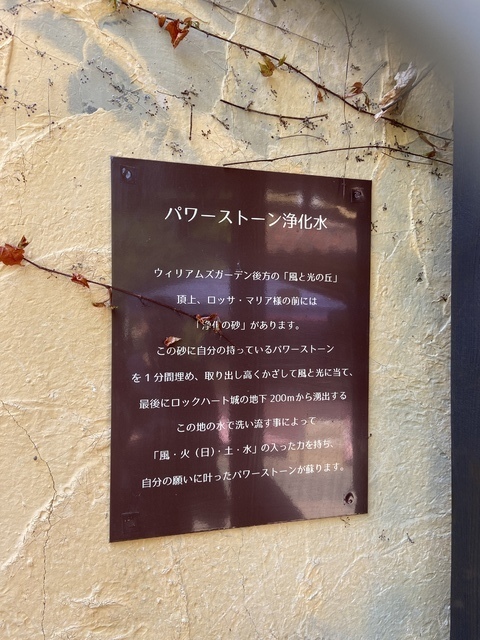 パワーストーン浄化水
ウィリアムズガーデン後方の「風と光の丘」
頂上、ロッサ・マリア様の前には
「浄化の砂」があります。
この砂に自分の持っているパワーストーン
を1分間埋め、取り出し高くかざして風と光に当て、
最後にロックハート城の地下200mから湧出する
この地の水で洗い流す事によって
「風・火（日）・土・水」の入った力を持ち、
自分の願いに叶ったパワーストーンが蘇ります。